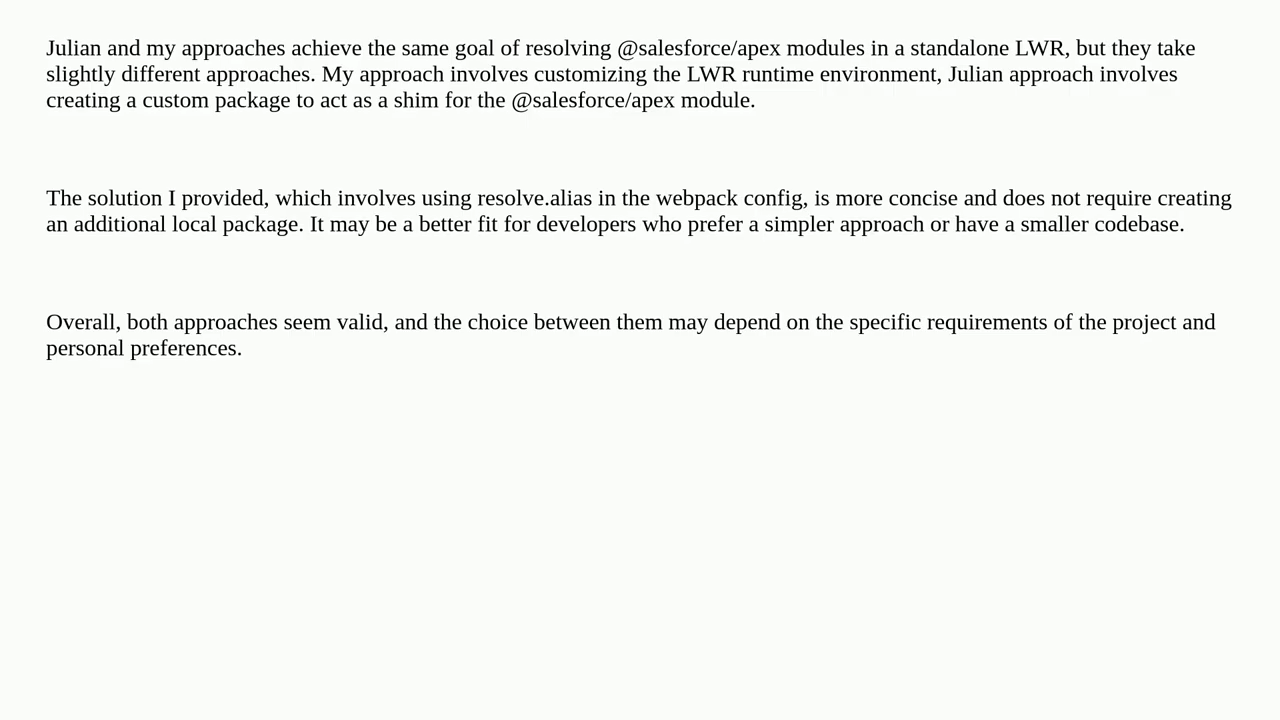 Julian and my approaches achieve the same goal of resolving @salesforce/apex modules in a standalone LWR, but they take
slightly different approaches. My approach involves customizing the LWR runtime environment, Julian approach involves
creating a custom package to act as a shim for the @salesforce/apex module.
The solution I provided, which involves using resolve.alias in the webpack config, is more concise and does not require creating
an additional local package. It may be a better fit for developers who prefer a simpler approach or have a smaller codebase.
Overall, both approaches seem valid, and the choice between them may depend on the specific requirements of the project and
personal preferences.